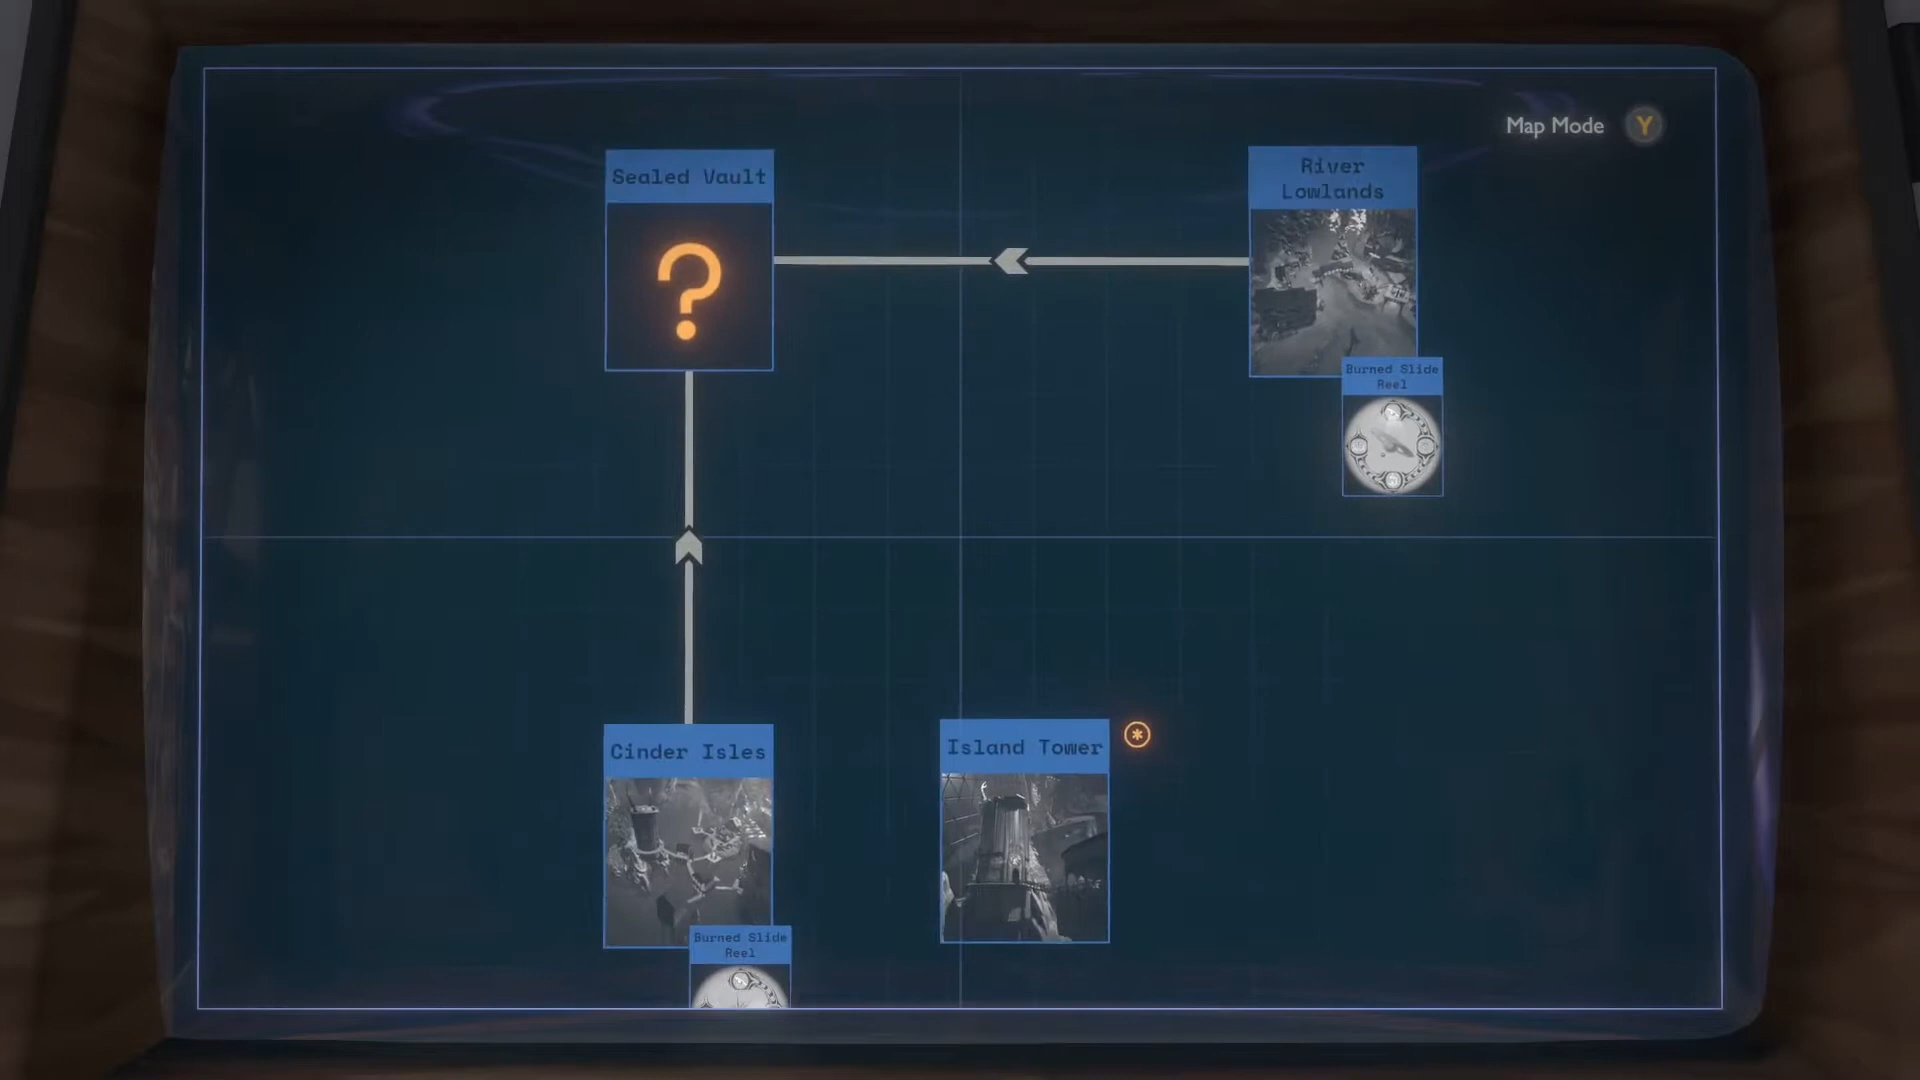 Map Mode Y
Sealed Vault
?
River
Lowlands
Burned Slide
Reel
Cinder Isles
Island Tower
Burned Slide
Reel